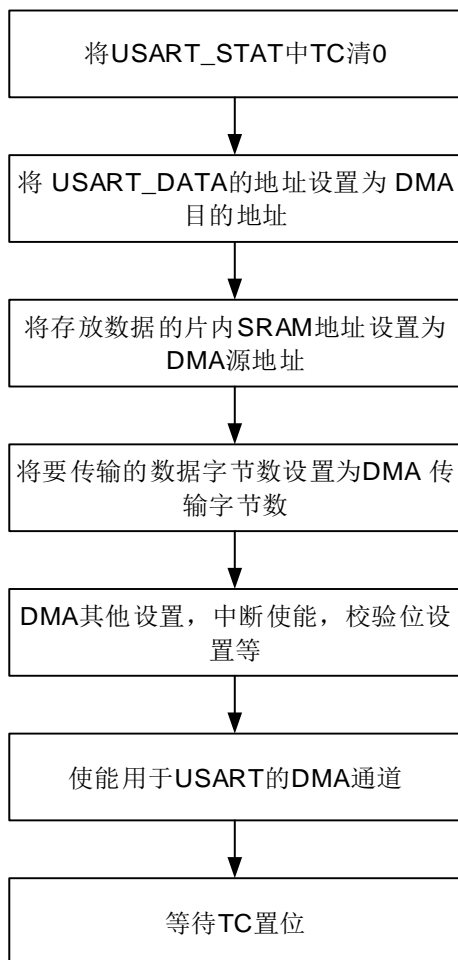 将USART_STAT中TC清0
将 USART_DATA的地址设置为 DMA
目的地址
将存放数据的片内SRAM地址设置为
DMA源地址
将要传输的数据字节数设置为DMA 传
输字节数
DMA其他设置，中断使能，校验位设
置等
使能用于USART的DMA通道
等待TC置位